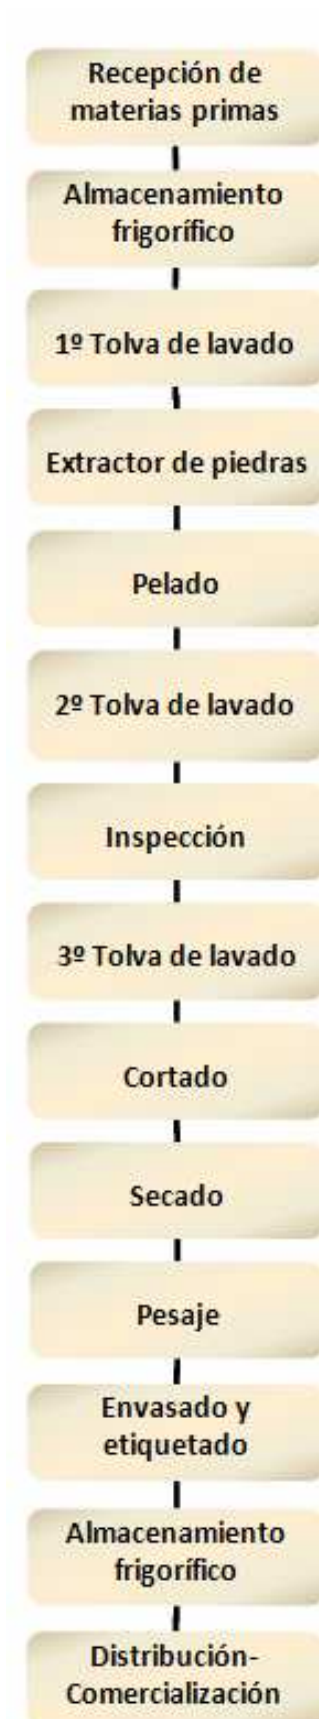 Recepción de
materias primas
Almacenamiento
frigorífico
1º Tolva de lavado
Extractor de piedras
Pelado
2º Tolva de lavado
Inspección
3º Tolva de lavado
Cortado
Secado
Pesaje
Envasado y
etiquetado
Almacenamiento
frigorífico
Distribución-
Comercialización